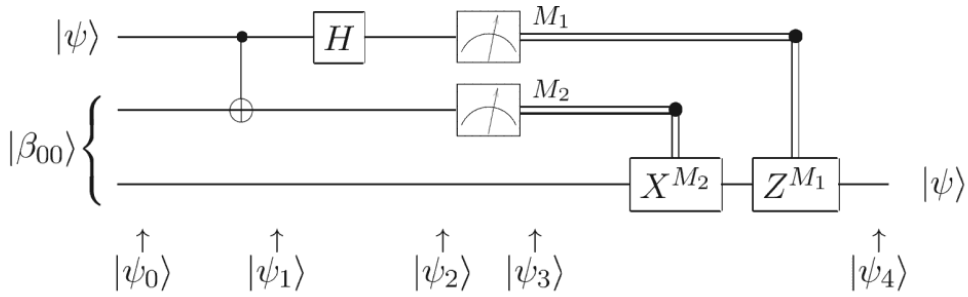 |ψ⟩ H M₁
M₂
|β₀₀⟩
X^{M₂} Z^{M₁} |ψ⟩
↑ ↑ ↑ ↑ ↑
|ψ₀⟩ |ψ₁⟩ |ψ₂⟩ |ψ₃⟩ |ψ₄⟩